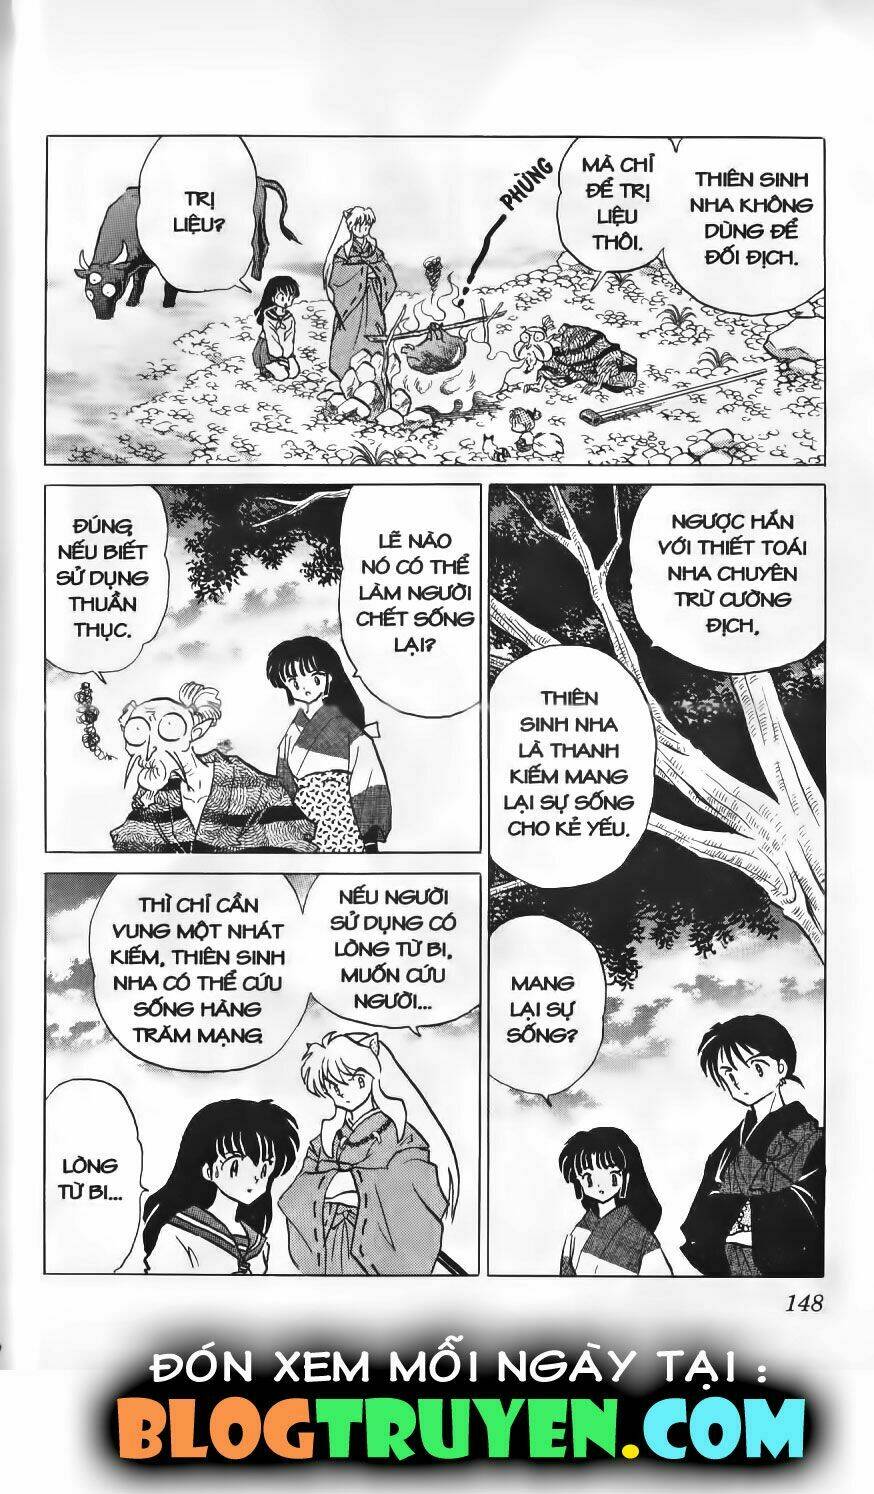 THIÊN SINH
NHA KHÔNG
DÙNG ĐỂ
ĐỐI ĐỊCH.
MÀ CHỈ
ĐỂ TRỊ
LIỆU
THÔI.
PHÙNG
TRỊ
LIỆU?
NGƯỢC HẲN
VỚI THIẾT TOÁI
NHA CHUYÊN
TRỪ CƯỜNG
ĐỊCH,
THIÊN
SINH NHA
LÀ THANH
KIẾM MANG
LẠI SỰ SỐNG
CHO KẺ YẾU.
MANG
LẠI SỰ
SỐNG?
LẼ NÀO
NÓ CÓ THỂ
LÀM NGƯỜI
CHẾT SỐNG
LẠI?
ĐÚNG,
NẾU BIẾT
SỬ DỤNG
THUẦN
THỤC.
NẾU NGƯỜI
SỬ DỤNG CÓ
LÒNG TỪ BI,
MUỐN CỨU
NGƯỜI...
THÌ CHỈ CẦN
VUNG MỘT NHÁT
KIẾM, THIÊN SINH
NHA CÓ THỂ CỨU
SỐNG HÀNG
TRĂM MẠNG.
LÒNG
TỪ BI...
148
ĐÓN XEM MỖI NGÀY TẠI :
BLOGTRUYEN.COM